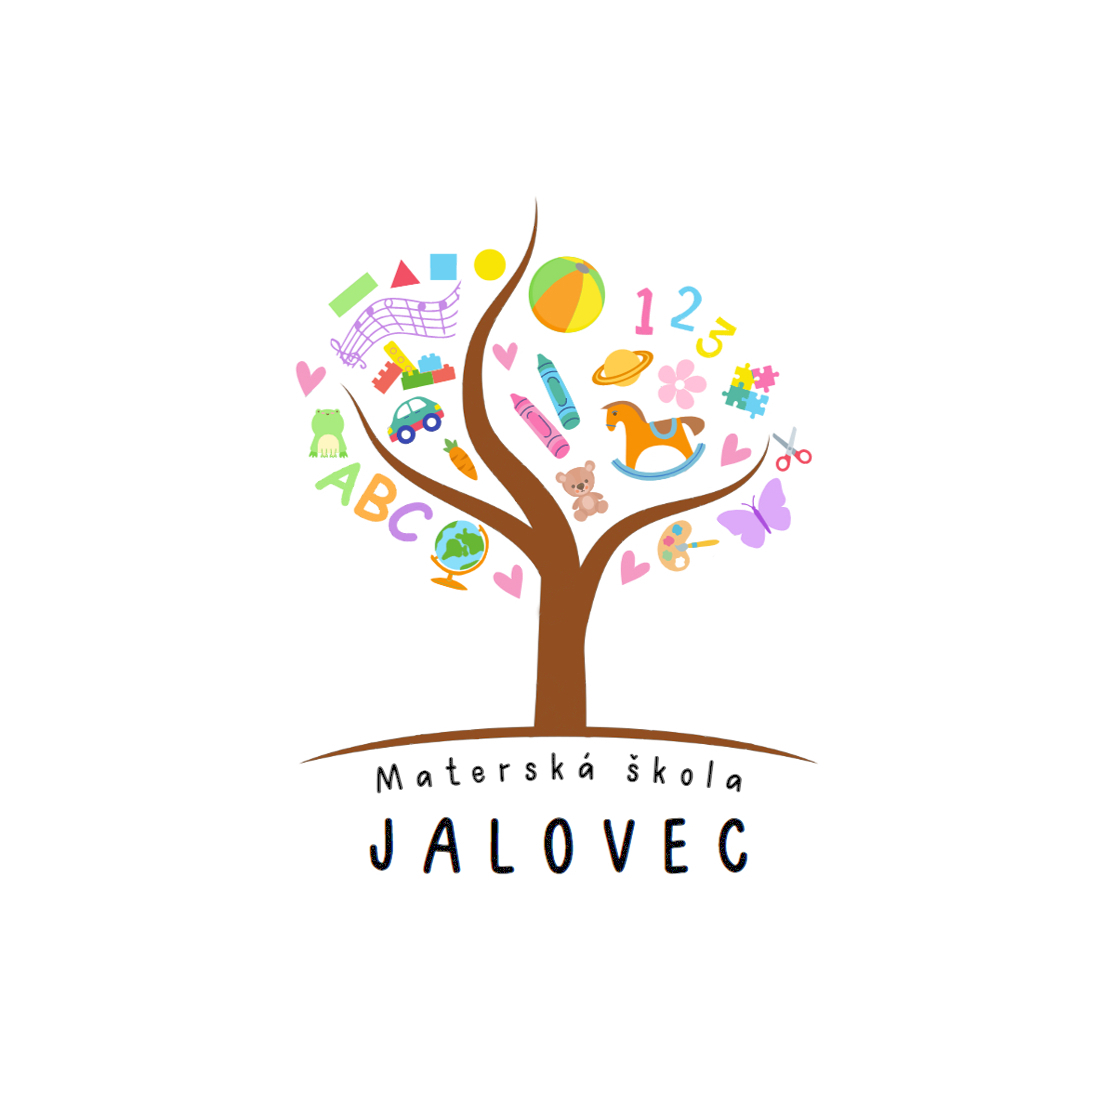 123
ABC
Materská škola
JALOVEC